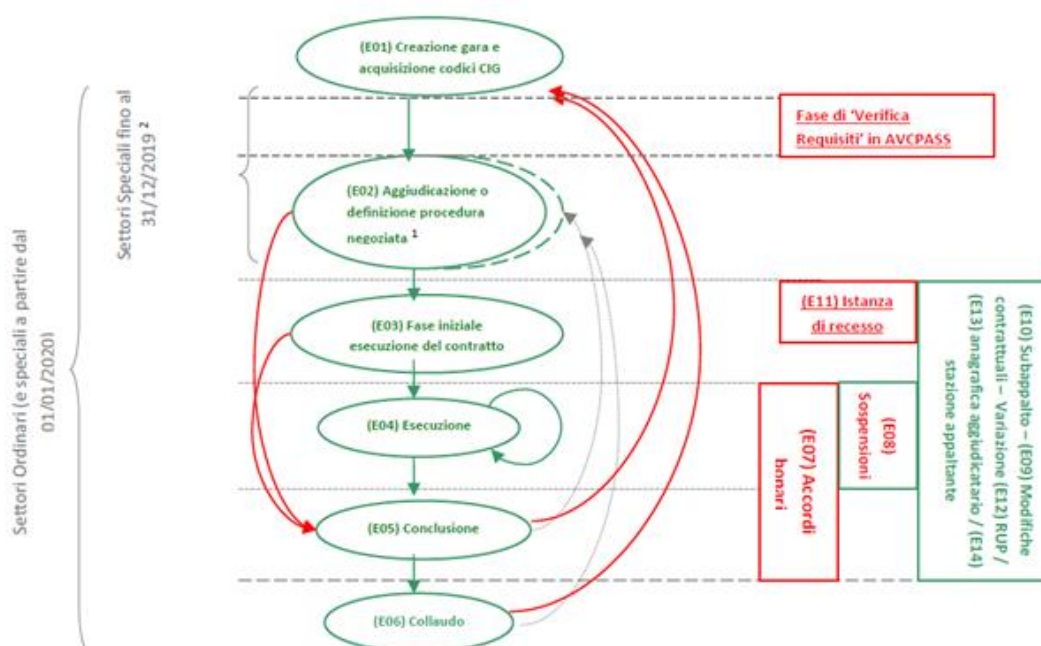 (E01) Creazione gara e
acquisizione codici CIG
Fase di 'Verifica
Requisiti' in AVCPASS
Settori Speciali fino al
31/12/2019 ²
Settori Ordinari (e speciali a partire dal
01/01/2020)
(E02) Aggiudicazione o
definizione procedura
negoziata ¹
(E03) Fase iniziale
esecuzione del contratto
(E04) Esecuzione
(E05) Conclusione
(E06) Collaudo
(E11) Istanza
di recesso
(E08)
Sospensioni
(E07) Accordi
bonari
(E10) Subappalto – (E09) Modifiche
contrattuali – Variazione (E12) RUP /
(E13) anagrafica aggiudicatario / (E14)
stazione appaltante